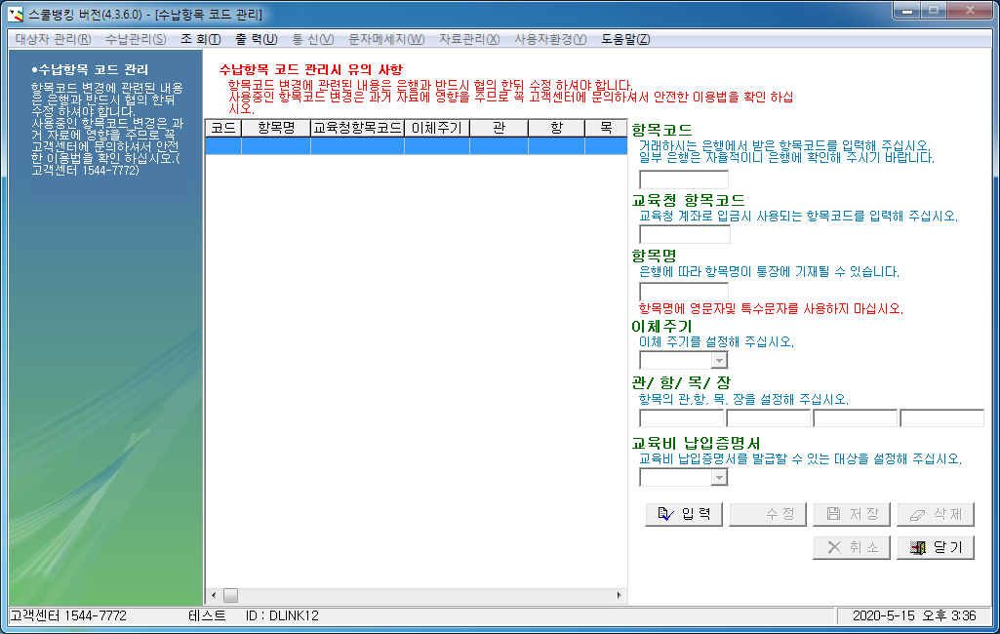 스쿨뱅킹 버전(4.3.6.0) - [수납항목 코드 관리]
대상자 관리(R) 수납관리(S) 조 회(T) 출 력(U) 통 신(V) 문자메세지(W) 자료관리(X) 사용자환경(Y) 도움말(Z)
•수납항목 코드 관리
항목코드 변경에 관련된 내용
은 은행과 반드시 협의 한뒤
수정 하셔야 합니다.
사용중인 항목코드 변경은 과
거 자료에 영향을 주므로 꼭
고객센터에 문의하셔서 안전
한 이용법을 확인 하십시오.(
고객센터 1544-7772)
수납항목 코드 관리시 유의 사항
항목코드 변경에 관련된 내용은 은행과 반드시 협의 한뒤 수정 하셔야 합니다.
사용중인 항목코드 변경은 과거 자료에 영향을 주므로 꼭 고객센터에 문의하셔서 안전한 이용법을 확인 하십
시오.
코드 항목명 교육청항목코드 이체주기 관 항 목
항목코드
거래하시는 은행에서 받은 항목코드를 입력해 주십시오.
일부 은행은 자율적이니 은행에 확인해 주시기 바랍니다.
교육청 항목코드
교육청 계좌로 입금시 사용되는 항목코드를 입력해 주십시오.
항목명
은행에 따라 항목명이 통장에 기재될 수 있습니다.
항목명에 영문자및 특수문자를 사용하지 마십시오.
이체주기
이체 주기를 설정해 주십시오.
관/ 항/ 목/ 장
항목의 관,항, 목, 장을 설정해 주십시오.
교육비 납입증명서
교육비 납입증명서를 발급할 수 있는 대상을 설정해 주십시오.
입 력 수 정 저 장 삭 제
취 소 닫 기
고객센터 1544-7772 테스트 ID : DLINK12 2020-5-15 오후 3:36